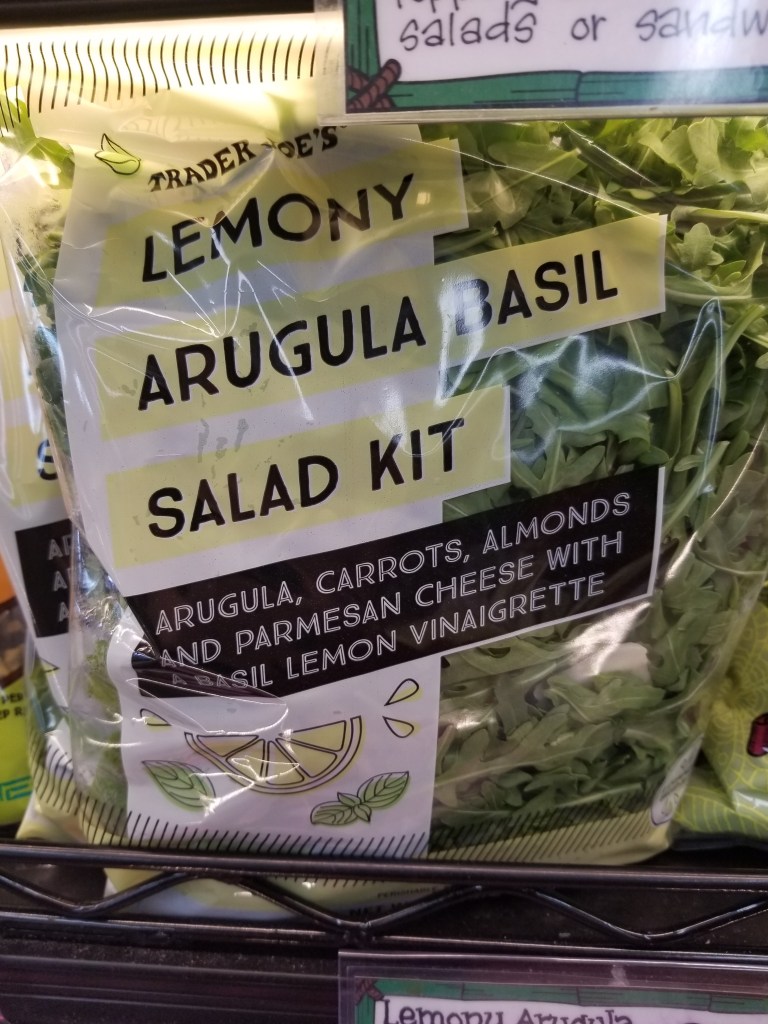 salads or
TRADER JOE'S
LEMONY
ARUGULA BASIL
SALAD KIT
ARUGULA, CARROTS, ALMONDS
AND PARMESAN CHEESE WITH
A BASIL LEMON VINAIGRETTE
Lemony Arugula